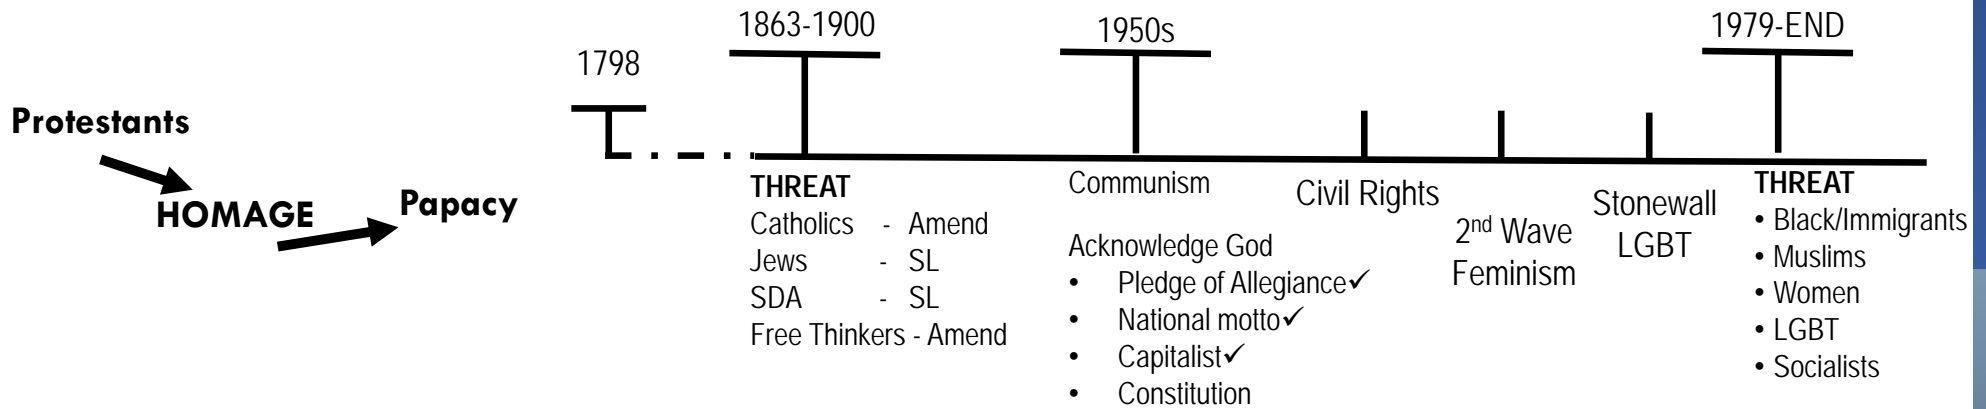 Protestants
HOMAGE
Papacy
1798
1863-1900
THREAT
Catholics - Amend
Jews - SL
SDA - SL
Free Thinkers - Amend
1950s
Communism
Acknowledge God
• Pledge of Allegiance✓
• National motto✓
• Capitalist✓
• Constitution
Civil Rights
2nd Wave
Feminism
Stonewall
LGBT
1979-END
THREAT
• Black/Immigrants
• Muslims
• Women
• LGBT
• Socialists